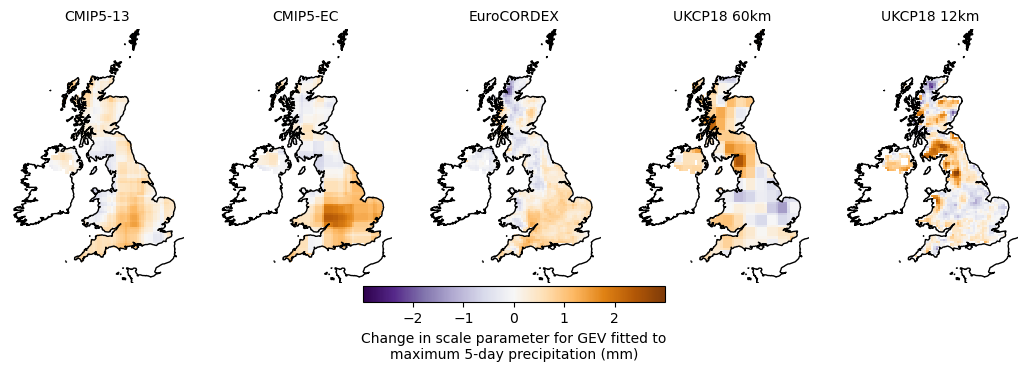 CMIP5-13 CMIP5-EC EuroCORDEX UKCP18 60km UKCP18 12km
−2 −1 0 1 2
Change in scale parameter for GEV fitted to
maximum 5-day precipitation (mm)